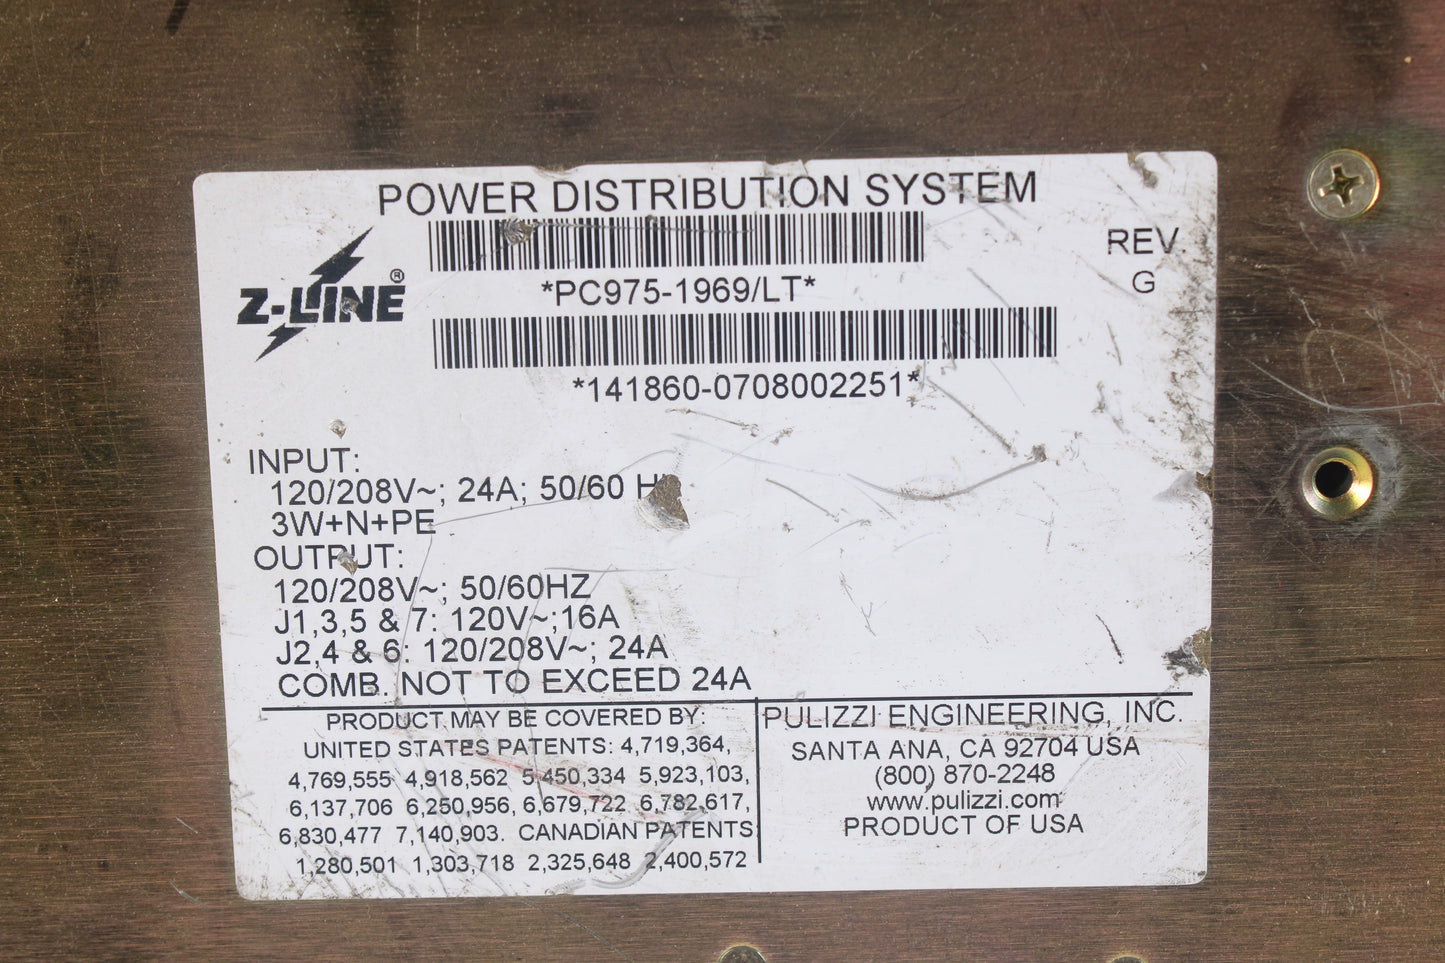 POWER DISTRIBUTION SYSTEM
Z-LINE®
*PC975-1969/LT*
REV
G
*141860-0708002251*
INPUT:
120/208V~; 24A; 50/60 H
3W+N+PE
OUTPUT:
120/208V~; 50/60HZ
J1,3,5 & 7: 120V~;16A
J2,4 & 6: 120/208V~; 24A
COMB. NOT TO EXCEED 24A
PRODUCT MAY BE COVERED BY:
UNITED STATES PATENTS: 4,719,364,
4,769,555 4,918,562 5,450,334 5,923,103,
6,137,706 6,250,956 6,679,722 6,782,617,
6,830,477 7,140,903. CANADIAN PATENTS
1,280,501 1,303,718 2,325,648 2,400,572
PULIZZI ENGINEERING, INC.
SANTA ANA, CA 92704 USA
(800) 870-2248
www.pulizzi.com
PRODUCT OF USA